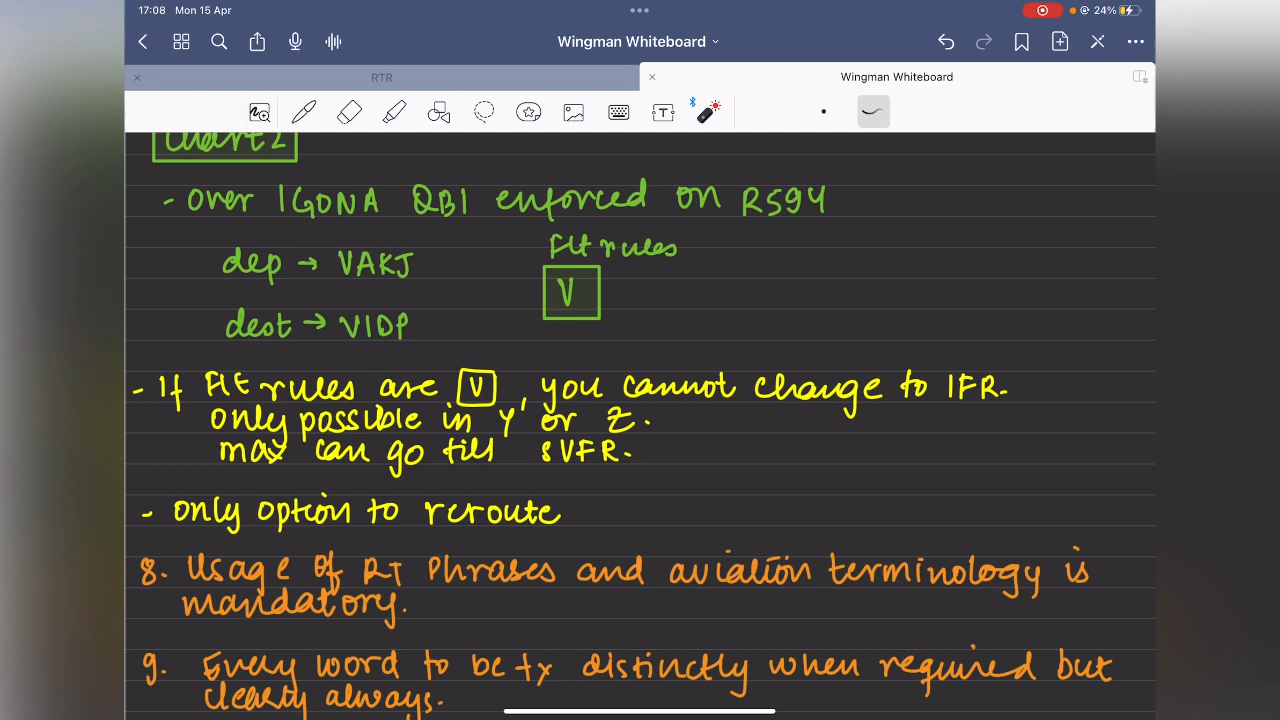 17:08 Mon 15 Apr
24%
Wingman Whiteboard
RTR
Wingman Whiteboard
T
Chart 2
- Over IGONA QBI enforced on R594
Flt rules
dep → VAKJ
V
dest → VIDP
- If Flt rules are V, you cannot change to IFR.
only possible in Y or Z.
max can go till SVFR.
- Only option to reroute
8. Usage of RT Phrases and aviation terminology is
mandatory.
9. Every word to be tx distinctly when required but
clearly always.